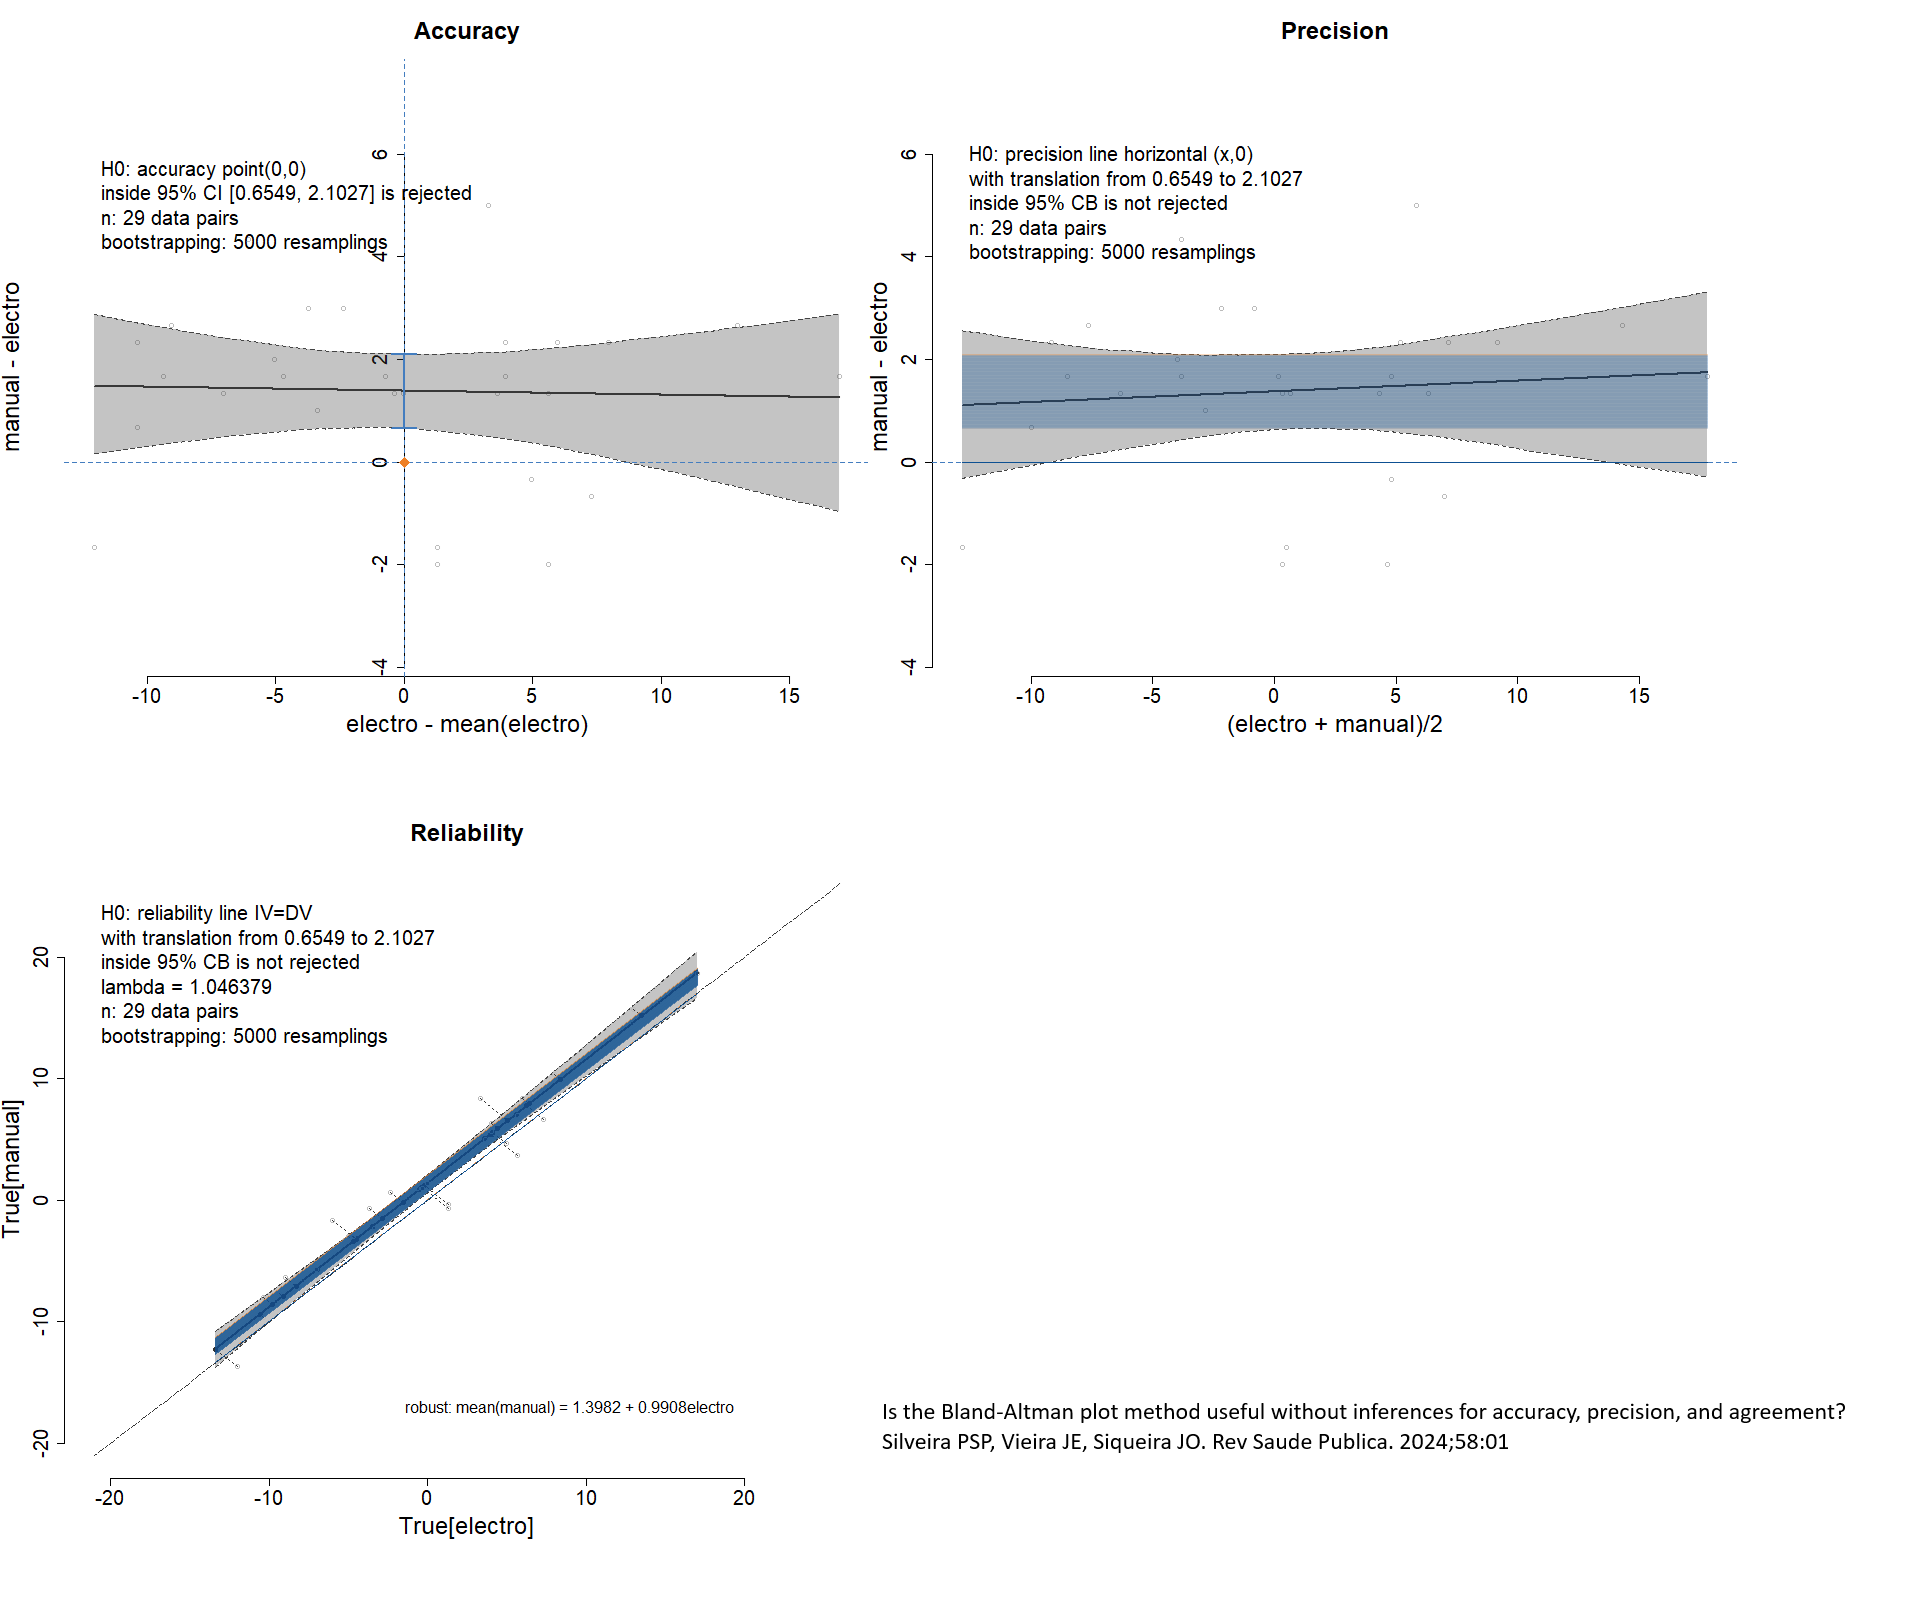 Accuracy
H0: accuracy point(0,0)
inside 95% CI [0.6549, 2.1027] is rejected
n: 29 data pairs
bootstrapping: 5000 resamplings
manual - electro
6
4
2
0
-2
-4
-10 -5 0 5 10 15
electro - mean(electro)
Precision
H0: precision line horizontal (x,0)
with translation from 0.6549 to 2.1027
inside 95% CB is not rejected
n: 29 data pairs
bootstrapping: 5000 resamplings
manual - electro
6
4
2
0
-2
-4
-10 -5 0 5 10 15
(electro + manual)/2
Reliability
H0: reliability line IV=DV
with translation from 0.6549 to 2.1027
inside 95% CB is not rejected
lambda = 1.046379
n: 29 data pairs
bootstrapping: 5000 resamplings
True[manual]
20
10
0
-10
-20
robust: mean(manual) = 1.3982 + 0.9908electro
-20 -10 0 10 20
True[electro]
Is the Bland-Altman plot method useful without inferences for accuracy, precision, and agreement?
Silveira PSP, Vieira JE, Siqueira JO. Rev Saude Publica. 2024;58:01